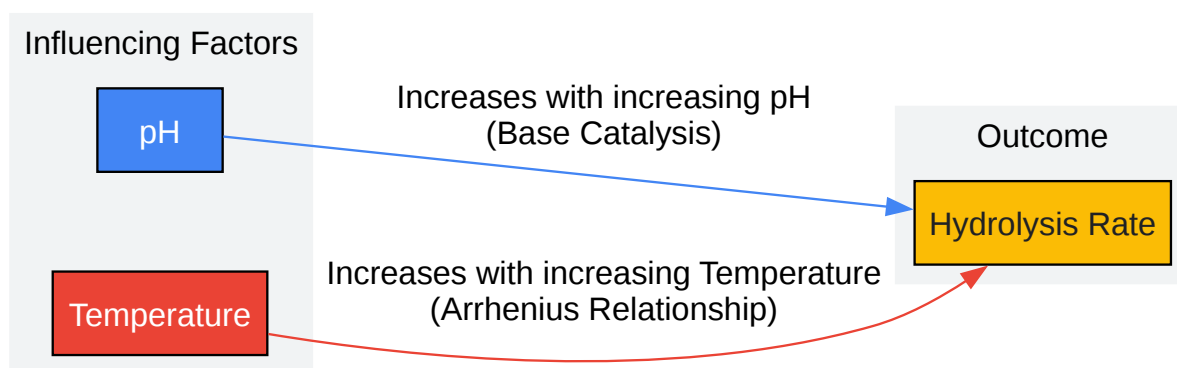 Influencing Factors
pH
Increases with increasing pH
(Base Catalysis)
Outcome
Hydrolysis Rate
Temperature
Increases with increasing Temperature
(Arrhenius Relationship)